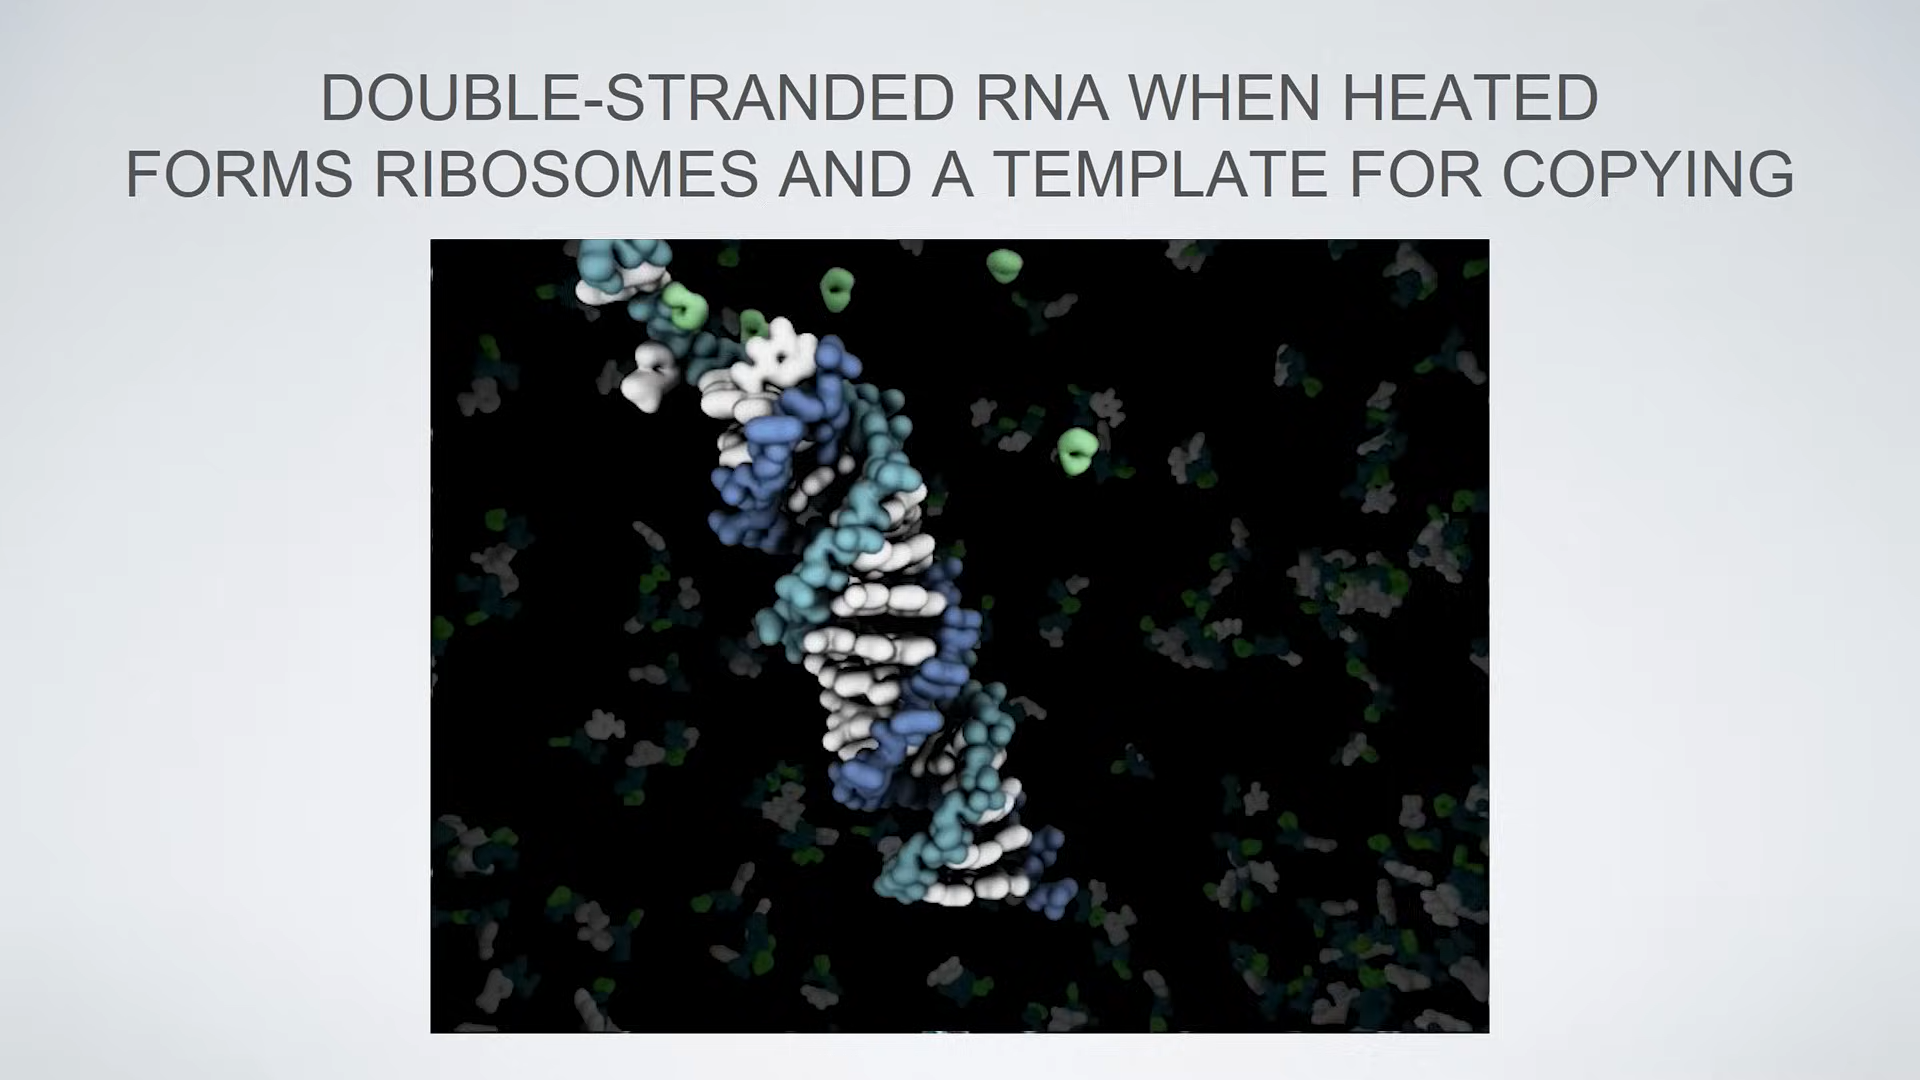 DOUBLE-STRANDED RNA WHEN HEATED
FORMS RIBOSOMES AND A TEMPLATE FOR COPYING